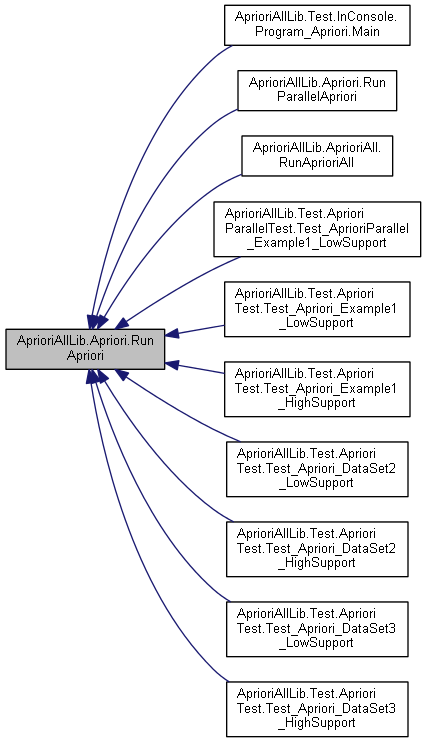 AprioriAllLib.Test.InConsole.
Program_Apriori.Main
AprioriAllLib.Apriori.Run
ParallelApriori
AprioriAllLib.AprioriAll.
RunAprioriAll
AprioriAllLib.Test.Apriori
ParallelTest.Test_AprioriParallel
_Example1_LowSupport
AprioriAllLib.Test.Apriori
Test.Test_Apriori_Example1
_LowSupport
AprioriAllLib.Apriori.Run
Apriori
AprioriAllLib.Test.Apriori
Test.Test_Apriori_Example1
_HighSupport
AprioriAllLib.Test.Apriori
Test.Test_Apriori_DataSet2
_LowSupport
AprioriAllLib.Test.Apriori
Test.Test_Apriori_DataSet2
_HighSupport
AprioriAllLib.Test.Apriori
Test.Test_Apriori_DataSet3
_LowSupport
AprioriAllLib.Test.Apriori
Test.Test_Apriori_DataSet3
_HighSupport